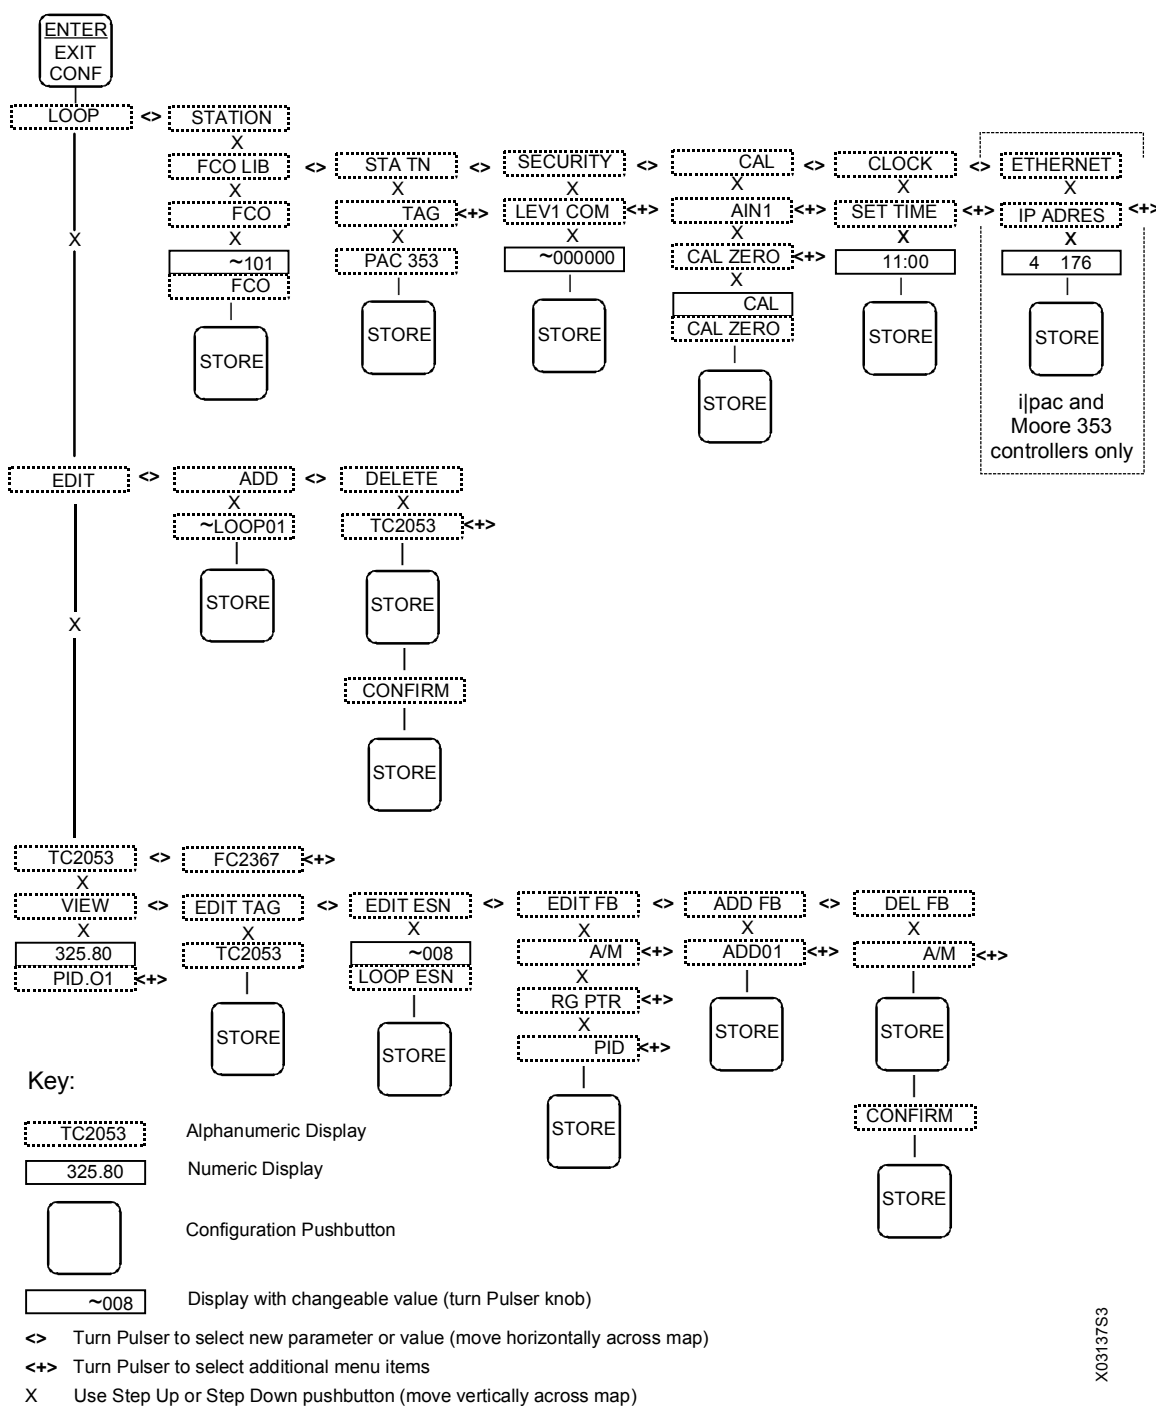 ENTER
EXIT
CONF
LOOP <> STATION
X
FCO LIB <> STA TN <> SECURITY <> CAL <> CLOCK <> ETHERNET
X X X X X X
FCO TAG <+> LEV1 COM <+> AIN1 <+> SET TIME <+> IP ADRES <+>
X X X X X X X
~101 PAC 353 ~000000 CAL ZERO <+> 11:00 4 176
FCO X
CAL
CAL ZERO
STORE STORE STORE STORE STORE
STORE
i|pac and
Moore 353
controllers only
EDIT <> ADD <> DELETE
X X
~LOOP01 TC2053 <+>
STORE STORE
X
CONFIRM
STORE
TC2053 <> FC2367 <+>
X
VIEW <> EDIT TAG <> EDIT ESN <> EDIT FB <> ADD FB <> DEL FB
X X X X X X
325.80 TC2053 ~008 A/M <+> ADD01 <+> A/M <+>
PID.O1 <+> LOOP ESN X
RG PTR <+>
X
PID <+>
STORE STORE STORE STORE
STORE
CONFIRM
STORE
Key:
TC2053 Alphanumeric Display
325.80 Numeric Display
Configuration Pushbutton
~008 Display with changeable value (turn Pulser knob)
<> Turn Pulser to select new parameter or value (move horizontally across map)
<+> Turn Pulser to select additional menu items
X Use Step Up or Step Down pushbutton (move vertically across map)
X03137S3